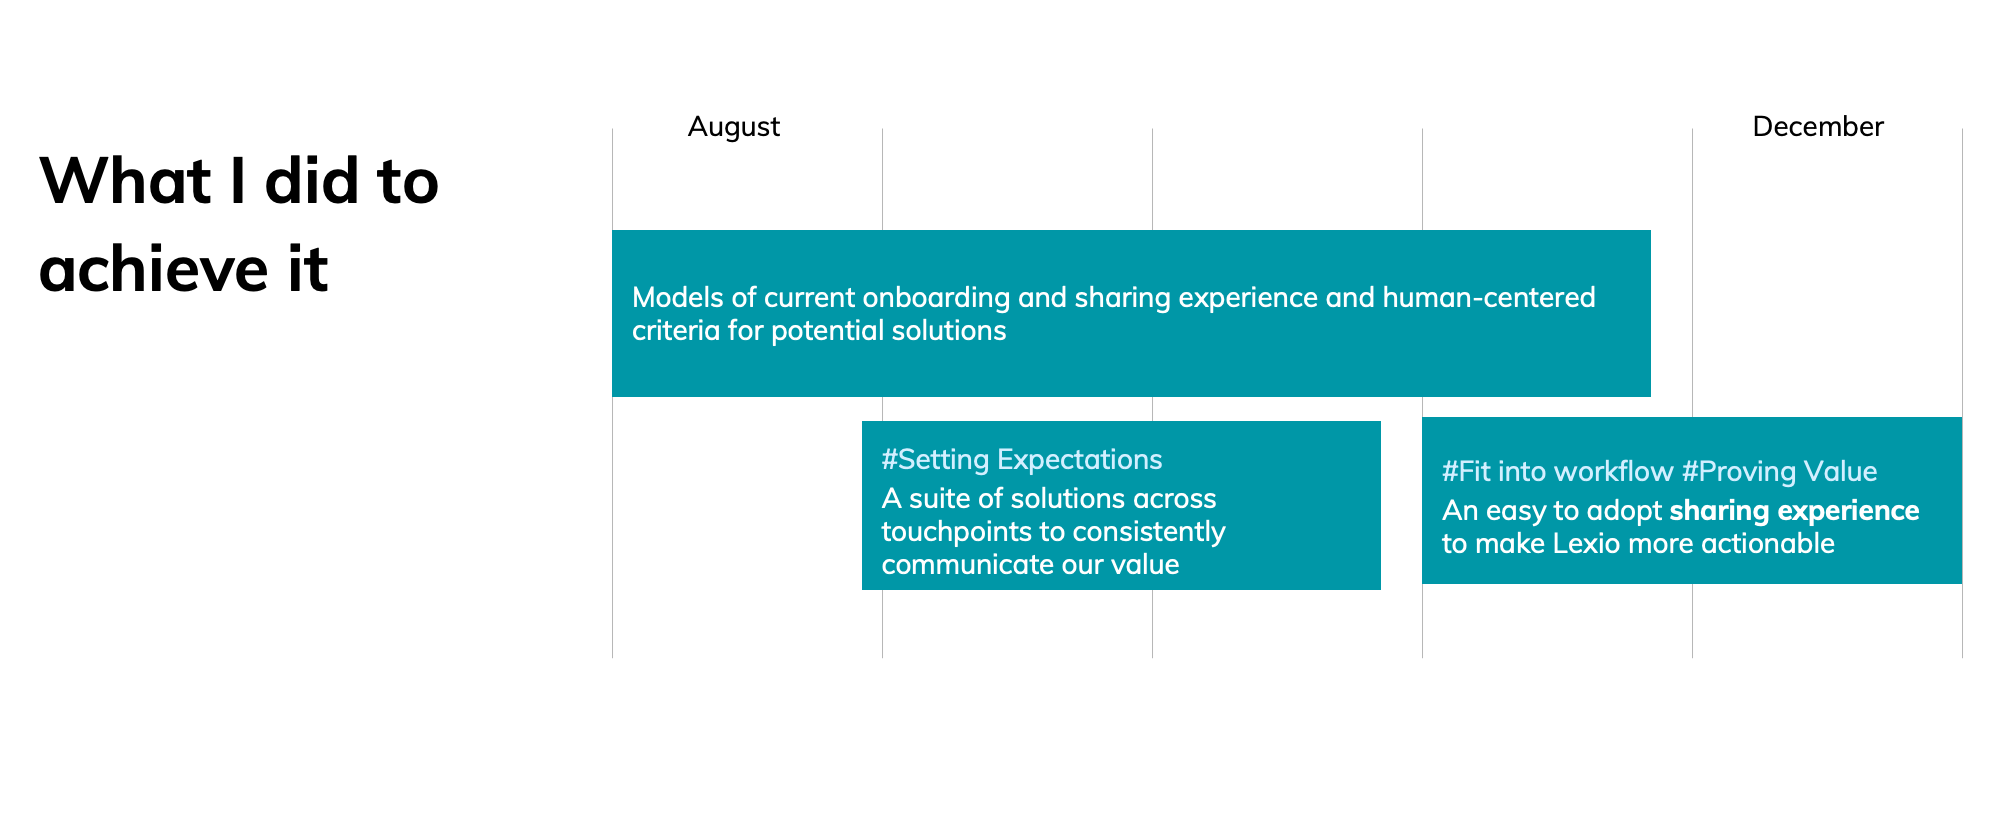 What I did to
achieve it
August
December
Models of current onboarding and sharing experience and human-centered
criteria for potential solutions
#Setting Expectations
A suite of solutions across
touchpoints to consistently
communicate our value
#Fit into workflow #Proving Value
An easy to adopt sharing experience
to make Lexio more actionable